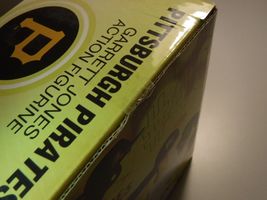 P
PITTSBURGH PIRATES
GARRETT JONES
ACTION FIGURINE